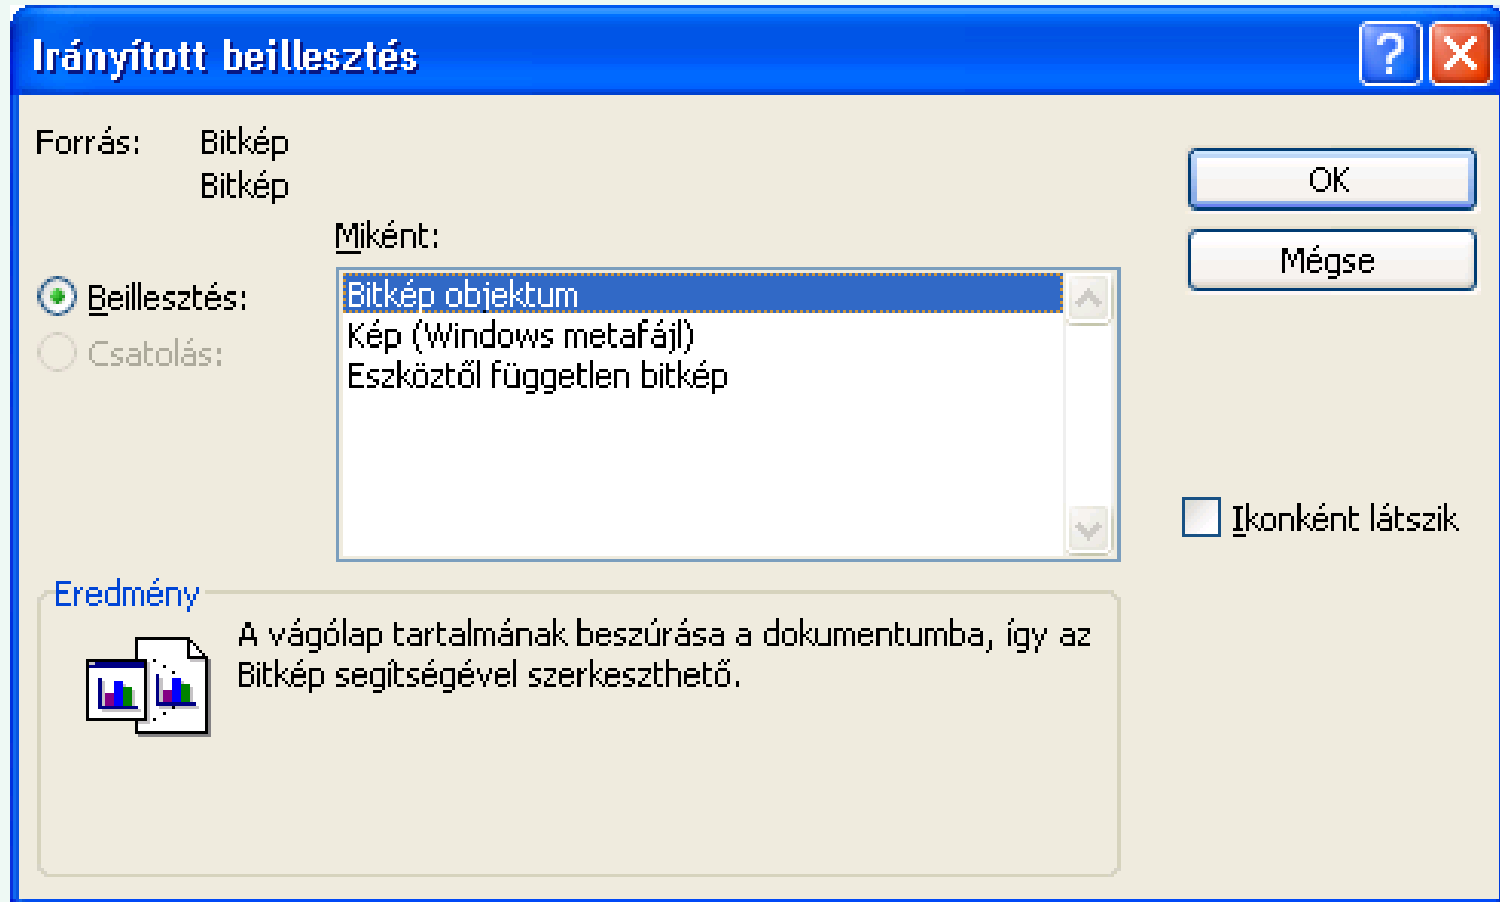 Irányított beillesztés
Forrás: Bitkép
Bitkép
OK
Mégse
Miként:
Beillesztés:
Csatolás:
Bitkép objektum
Kép (Windows metafájl)
Eszköztől független bitkép
Ikonként látszik
Eredmény
A vágólap tartalmának beszúrása a dokumentumba, így az
Bitkép segítségével szerkeszthető.